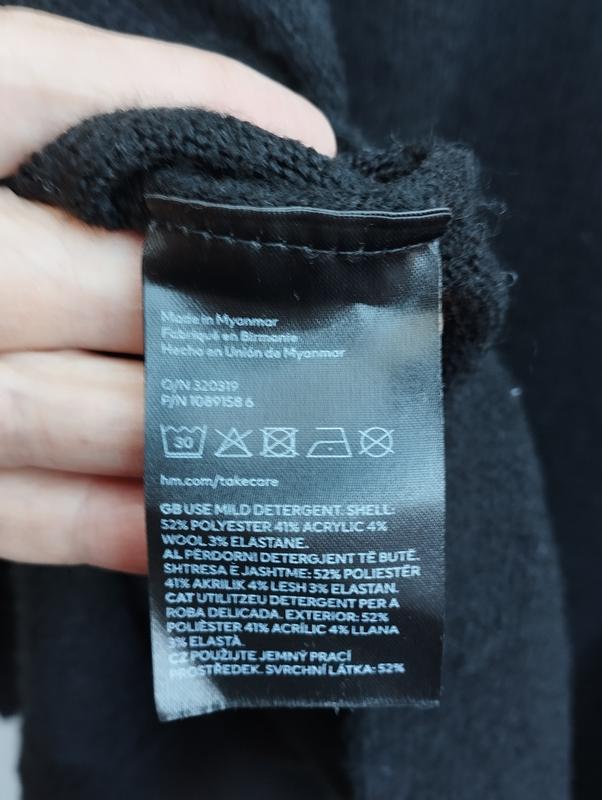 Made in Myanmar
Fabriqué en Birmanie
Hecho en Unión de Myanmar
O/N 320319
P/N 1089158 6
30
hm.com/takecare
GB USE MILD DETERGENT. SHELL:
52% POLYESTER 41% ACRYLIC 4%
WOOL 3% ELASTANE.
AL PËRDORNI DETERGJENT TË BUTË.
SHTRESA E JASHTME: 52% POLIESTËR
41% AKRILIK 4% LESH 3% ELASTAN.
CAT UTILITZEU DETERGENT PER A
ROBA DELICADA. EXTERIOR: 52%
POLIÈSTER 41% ACRÍLIC 4% LLANA
3% ELASTÀ.
CZ POUŽIJTE JEMNÝ PRACÍ
PROSTŘEDEK. SVRCHNÍ LÁTKA: 52%